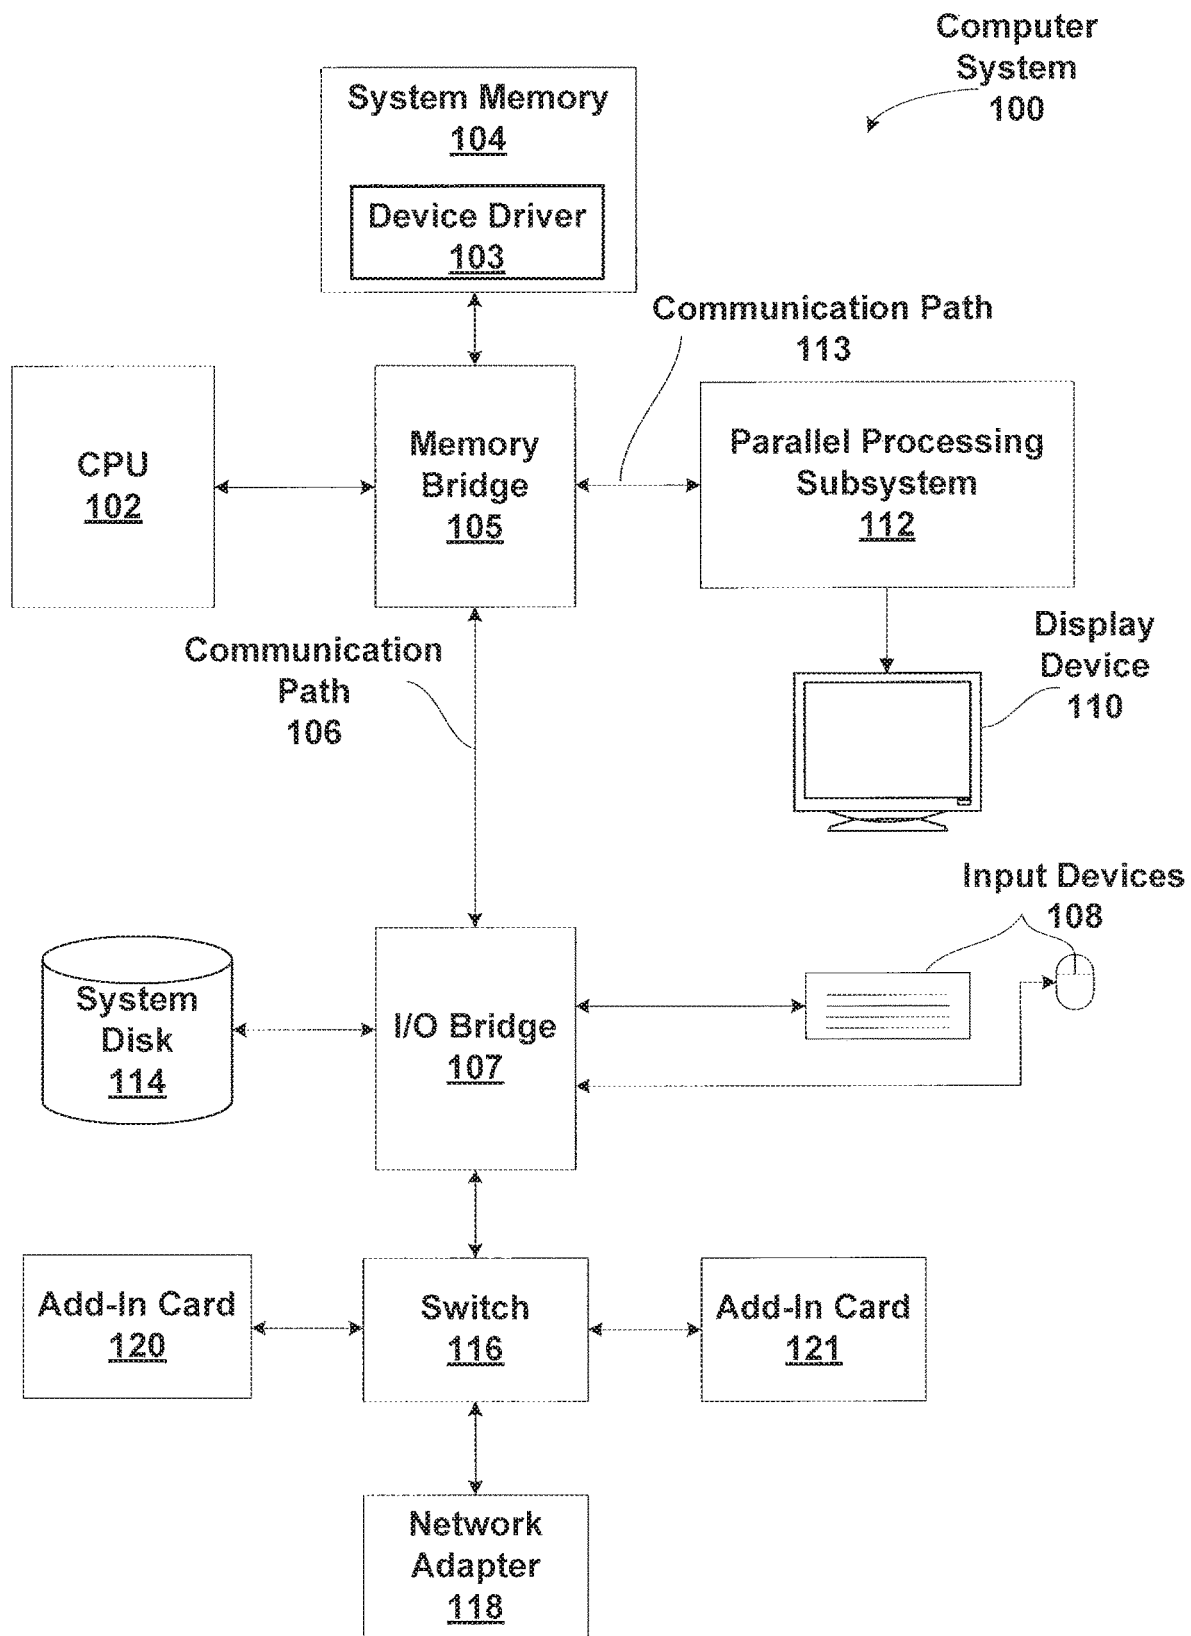 Computer
System
100
System Memory
104
Device Driver
103
Communication Path
113
CPU
102
Memory
Bridge
105
Parallel Processing
Subsystem
112
Communication
Path
106
Display
Device
110
Input Devices
108
System
Disk
114
I/O Bridge
107
Add-In Card
120
Switch
116
Add-In Card
121
Network
Adapter
118